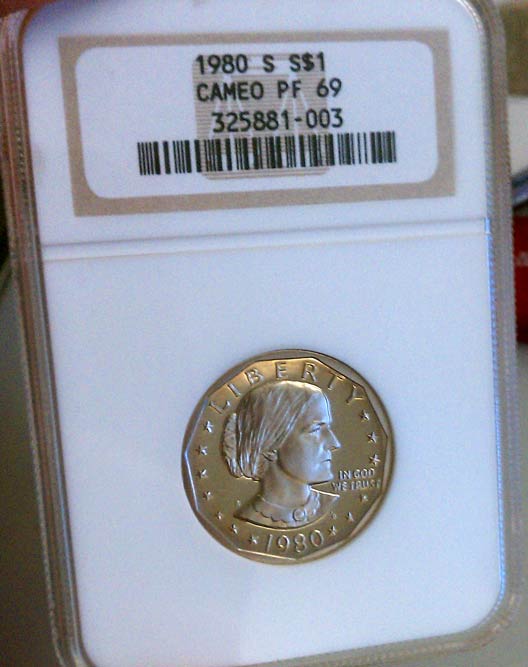 1980 S S$1
CAMEO PF 69
325881-003
LIBERTY
IN GOD
WE TRUST
1980